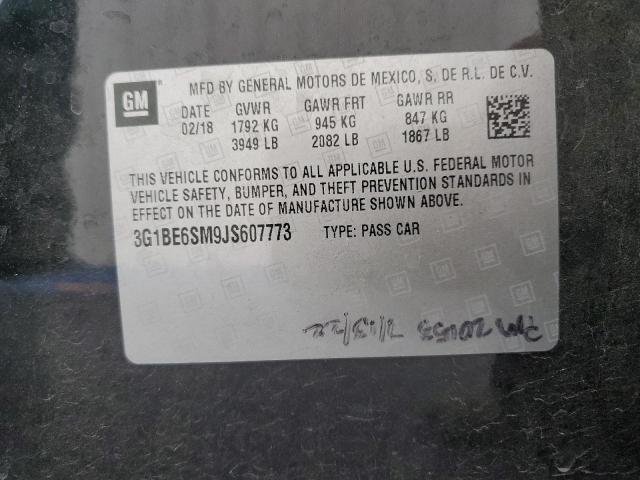 GM
MFD BY GENERAL MOTORS DE MEXICO, S. DE R.L. DE C.V.
DATE GVWR GAWR FRT GAWR RR
02/18 1792 KG 945 KG 847 KG
3949 LB 2082 LB 1867 LB
THIS VEHICLE CONFORMS TO ALL APPLICABLE U.S. FEDERAL MOTOR
VEHICLE SAFETY, BUMPER, AND THEFT PREVENTION STANDARDS IN
EFFECT ON THE DATE OF MANUFACTURE SHOWN ABOVE.
3G1BE6SM9JS607773 TYPE: PASS CAR